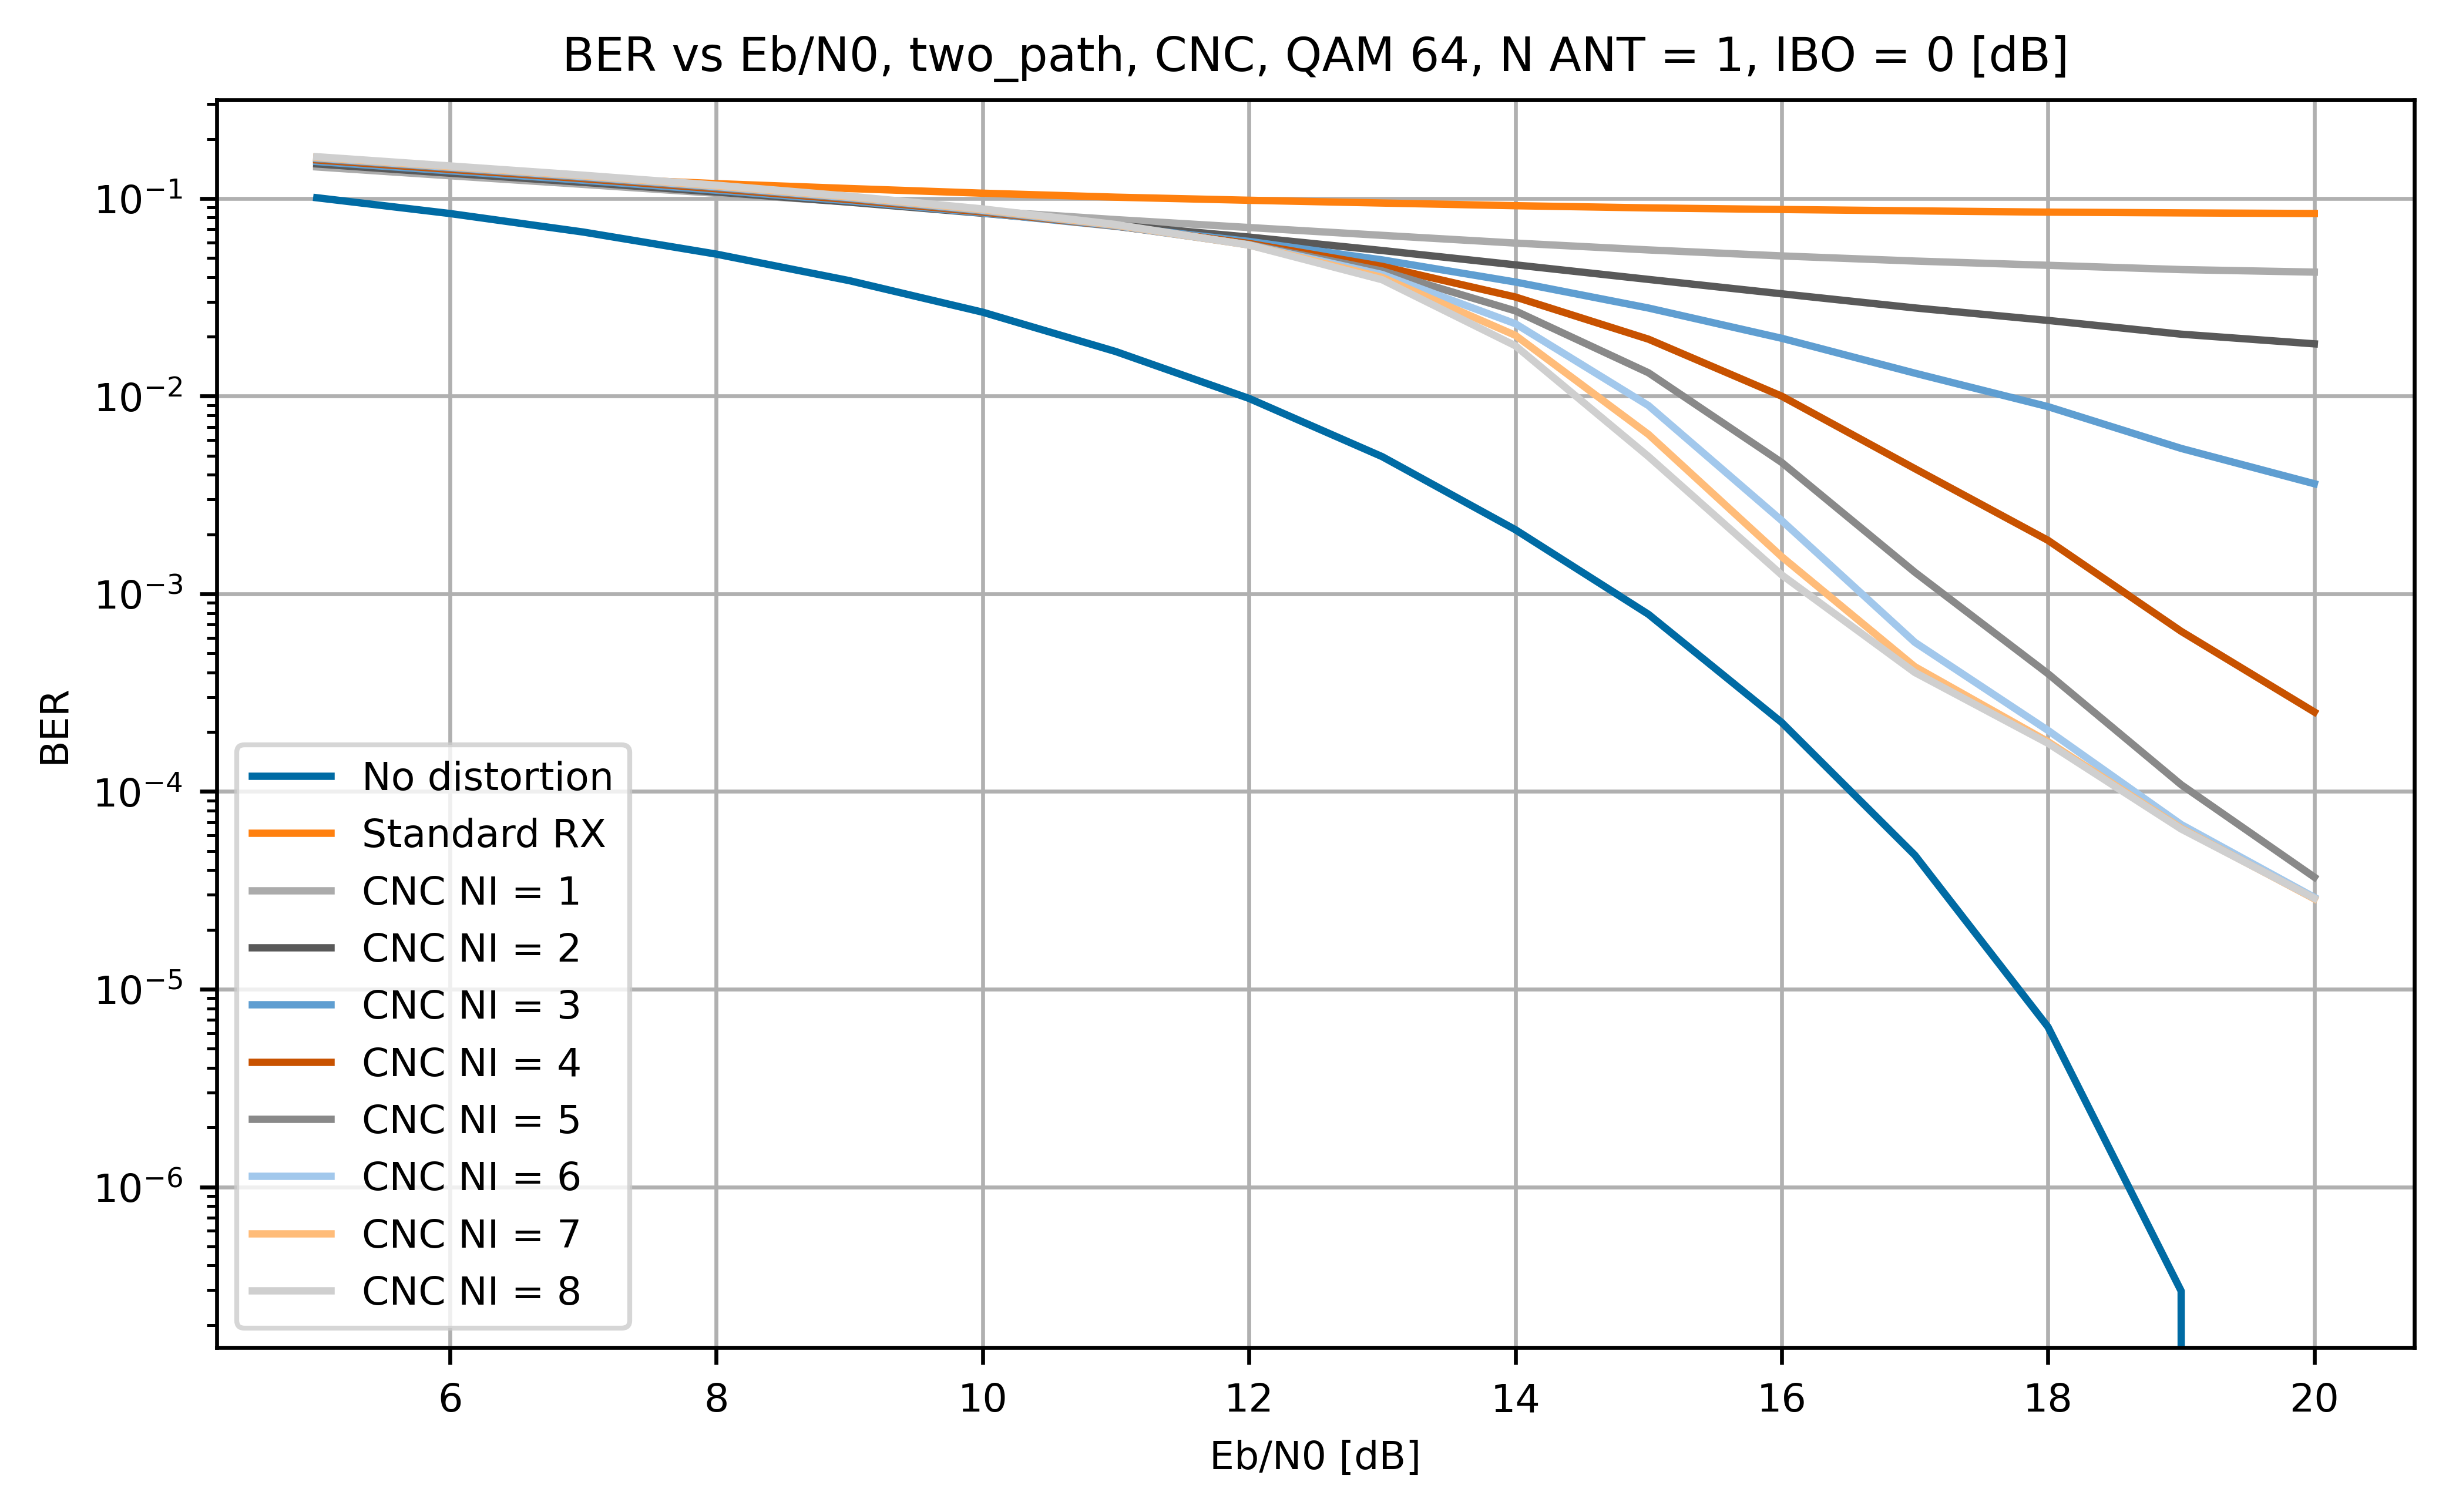 BER vs Eb/N0, two_path, CNC, QAM 64, N ANT = 1, IBO = 0 [dB]
BER
10⁻¹
10⁻²
10⁻³
10⁻⁴
10⁻⁵
10⁻⁶
No distortion
Standard RX
CNC NI = 1
CNC NI = 2
CNC NI = 3
CNC NI = 4
CNC NI = 5
CNC NI = 6
CNC NI = 7
CNC NI = 8
6 8 10 12 14 16 18 20
Eb/N0 [dB]